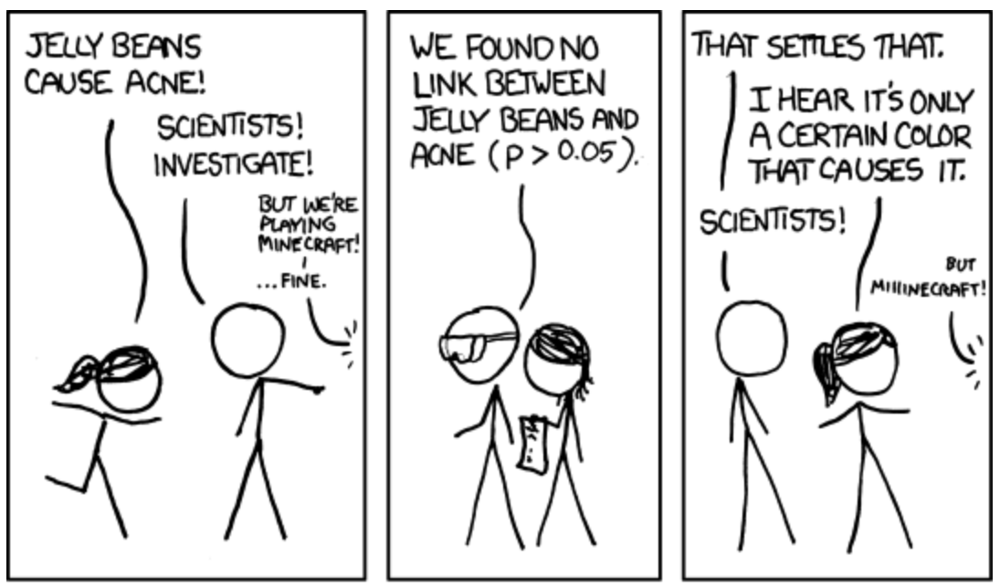 JELLY BEANS
CAUSE ACNE!
SCIENTISTS!
INVESTIGATE!
BUT WE'RE
PLAYING
MINECRAFT!
...FINE.
WE FOUND NO
LINK BETWEEN
JELLY BEANS AND
ACNE (P > 0.05).
THAT SETTLES THAT.
I HEAR IT'S ONLY
A CERTAIN COLOR
THAT CAUSES IT.
SCIENTISTS!
BUT
MIIIINECRAFT!